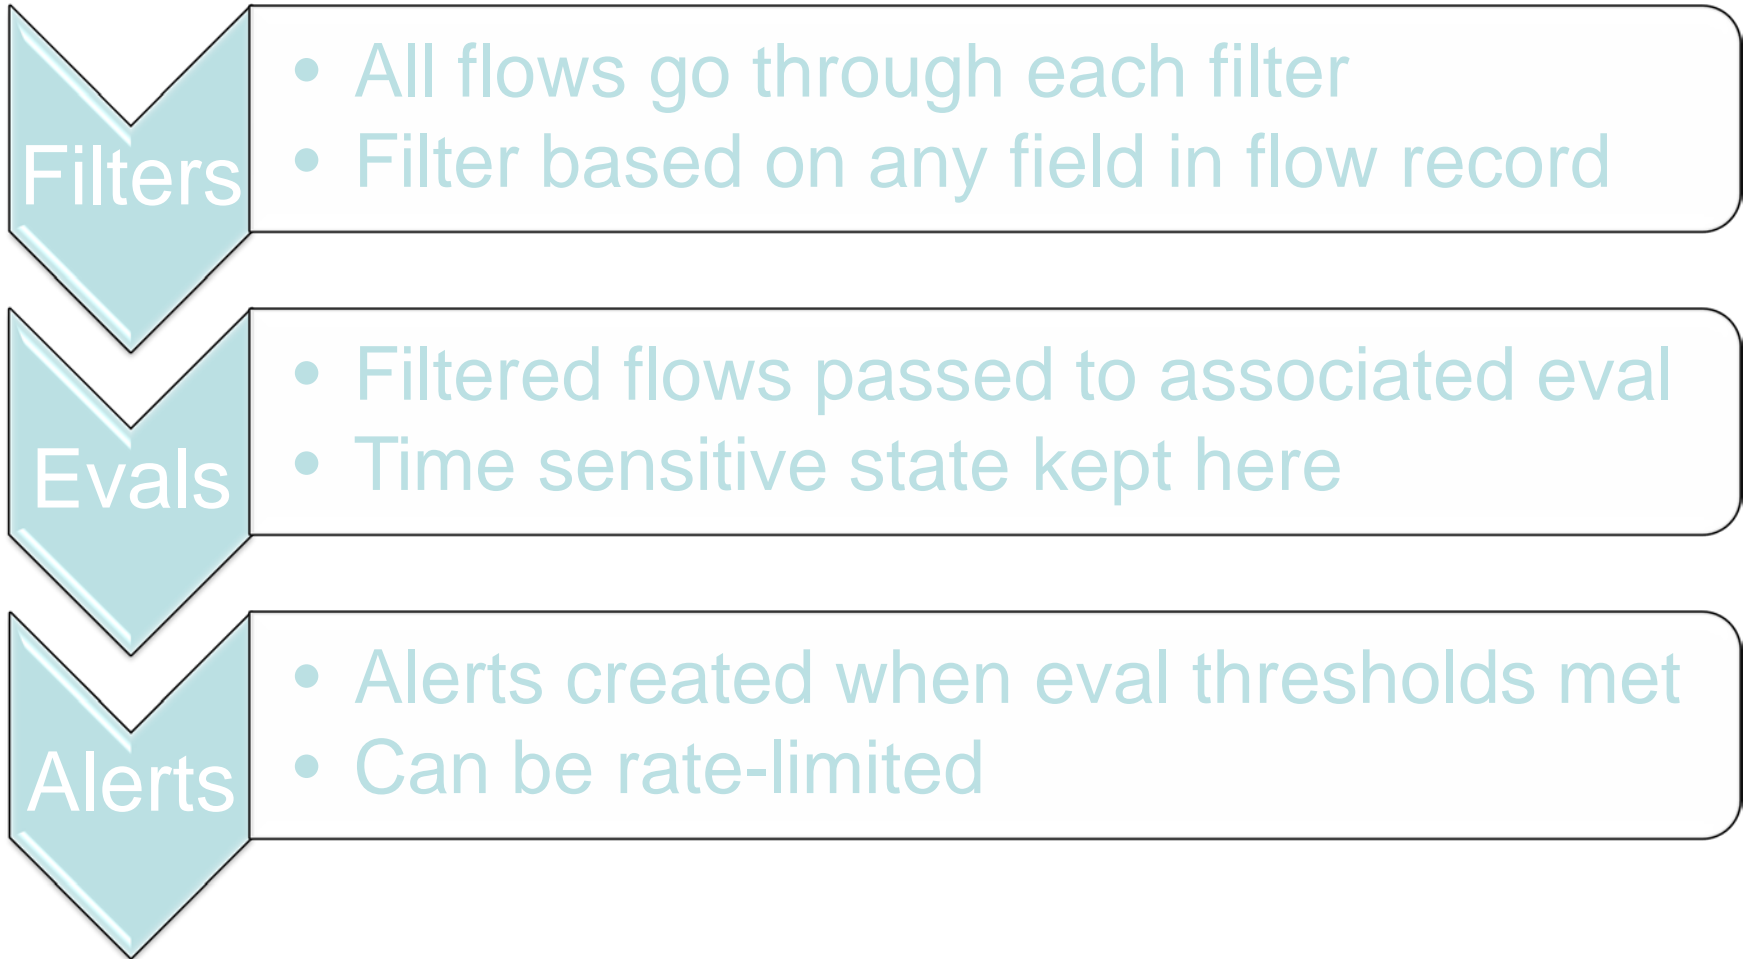 Filters
• All flows go through each filter
• Filter based on any field in flow record
Evals
• Filtered flows passed to associated eval
• Time sensitive state kept here
Alerts
• Alerts created when eval thresholds met
• Can be rate-limited